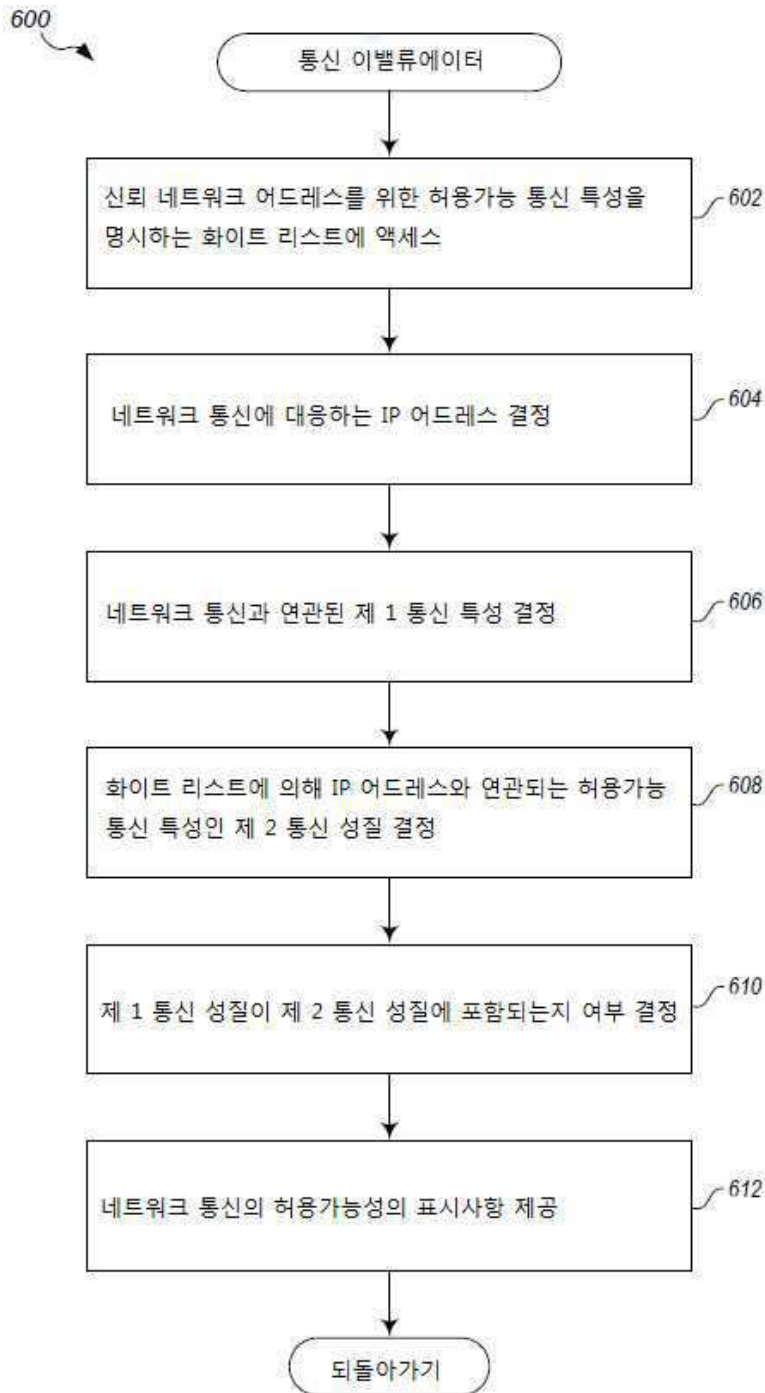 600
통신 이밸류에이터
신뢰 네트워크 어드레스를 위한 허용가능 통신 특성을
명시하는 화이트 리스트에 액세스
602
네트워크 통신에 대응하는 IP 어드레스 결정
604
네트워크 통신과 연관된 제 1 통신 특성 결정
606
화이트 리스트에 의해 IP 어드레스와 연관되는 허용가능
통신 특성인 제 2 통신 성질 결정
608
제 1 통신 성질이 제 2 통신 성질에 포함되는지 여부 결정
610
네트워크 통신의 허용가능성의 표시사항 제공
612
되돌아가기